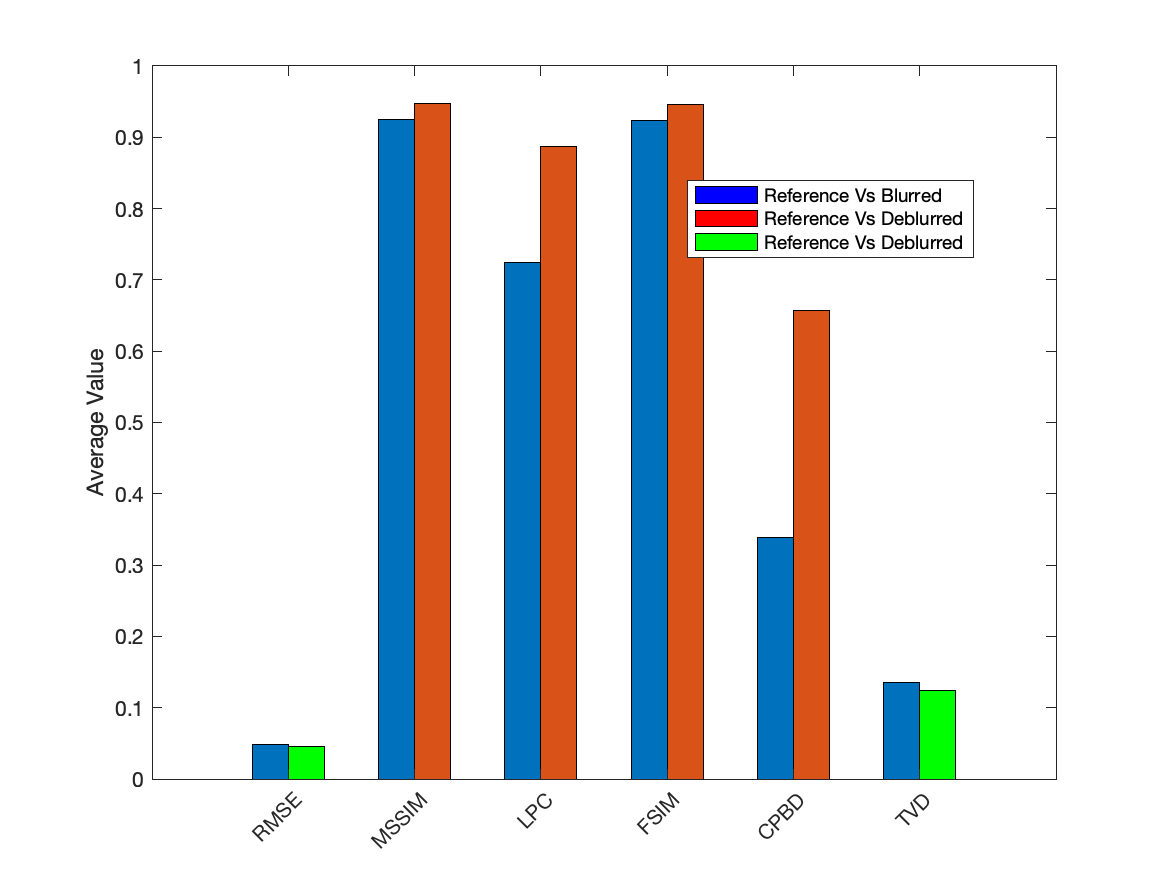 1
0.9
0.8
0.7
0.6
0.5
0.4
0.3
0.2
0.1
0
Average Value
Reference Vs Blurred
Reference Vs Deblurred
Reference Vs Deblurred
RMSE
MSSIM
LPC
FSIM
CPBD
TVD